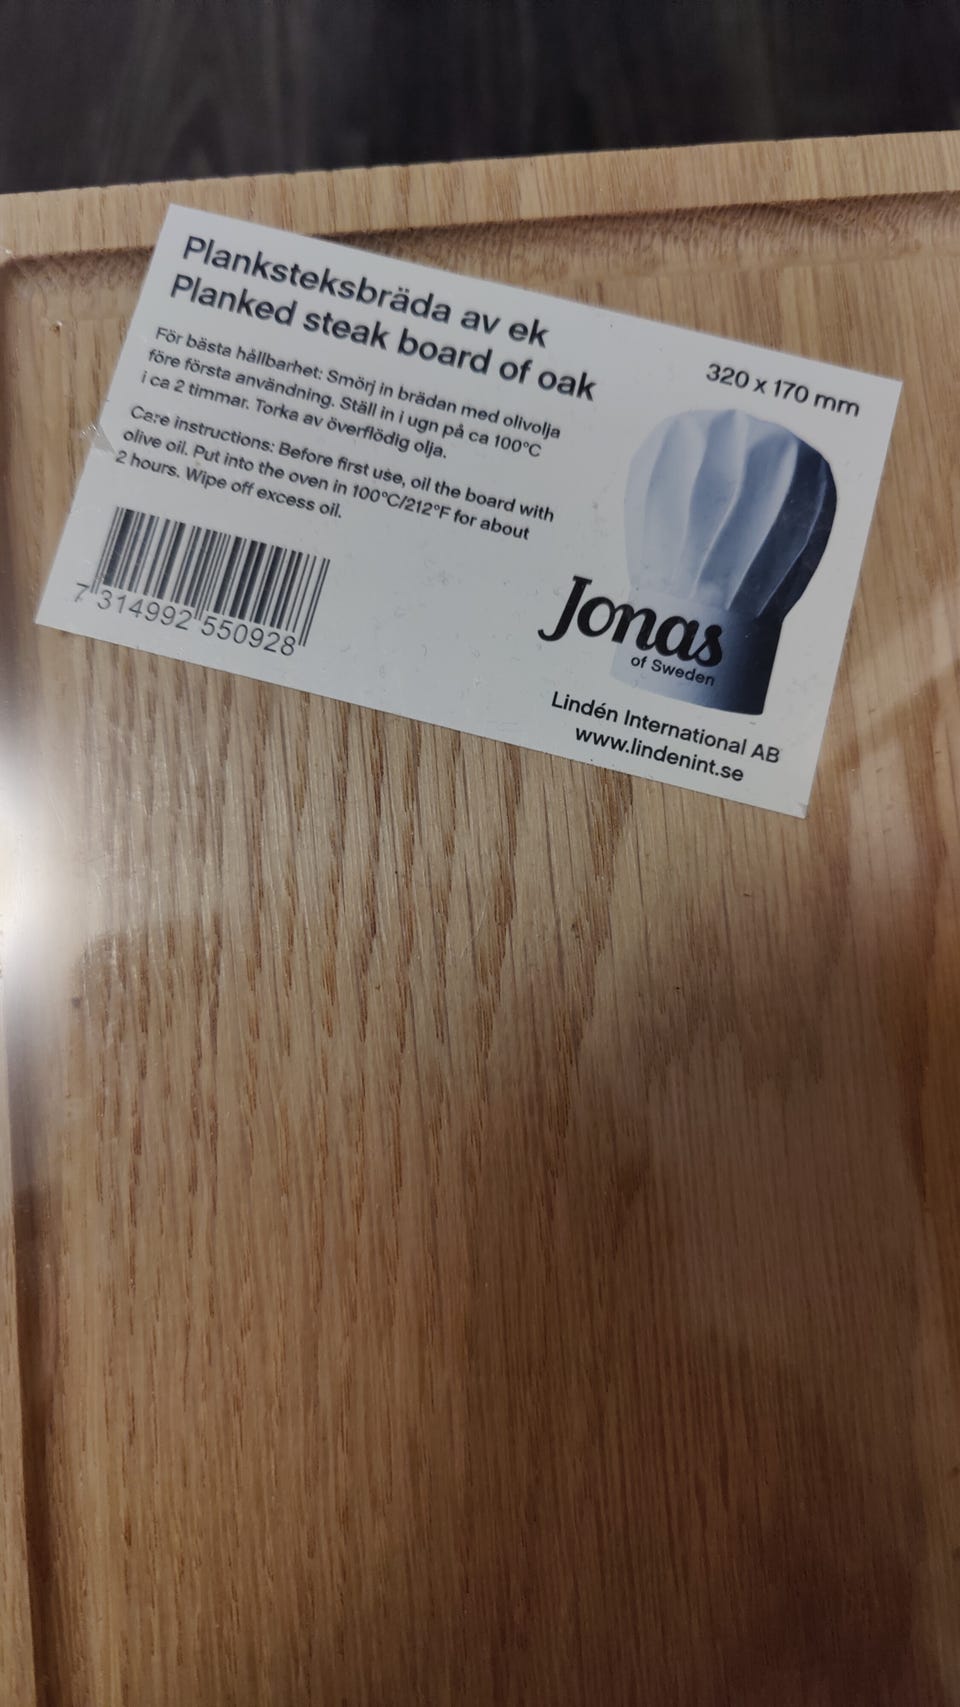 Planksteksbräda av ek
Planked steak board of oak
320 x 170 mm
För bästa hållbarhet: Smörj in brädan med olivolja
före första användning. Ställ in i ugn på ca 100°C
i ca 2 timmar. Torka av överflödig olja.
Care instructions: Before first use, oil the board with
olive oil. Put into the oven in 100°C/212°F for about
2 hours. Wipe off excess oil.
7 314992 550928
Jonas
of Sweden
Lindén International AB
www.lindenint.se